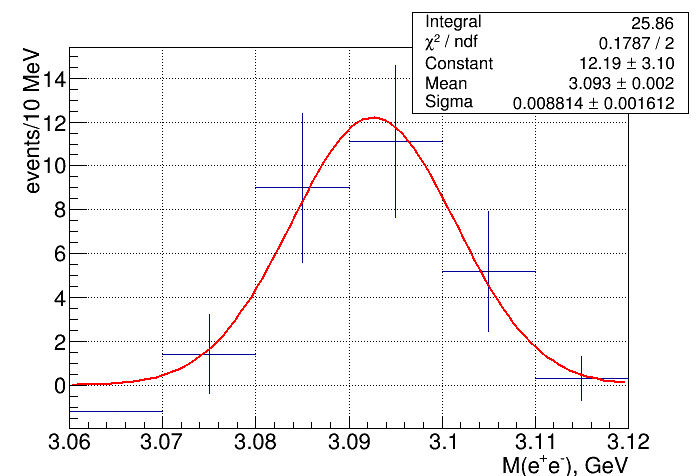 Integral 25.86
χ² / ndf 0.1787 / 2
Constant 12.19 ± 3.10
Mean 3.093 ± 0.002
Sigma 0.008814 ± 0.001612
events/10 MeV
14
12
10
8
6
4
2
0
3.06 3.07 3.08 3.09 3.1 3.11 3.12
M(e⁺e⁻), GeV